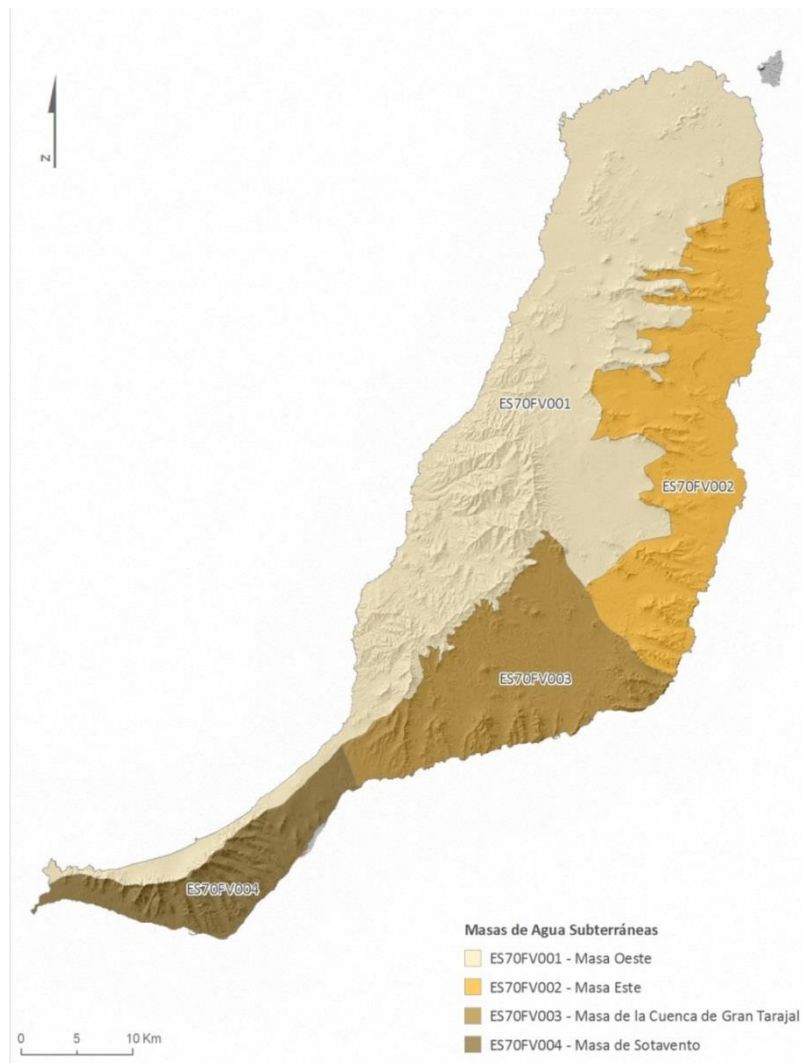 N
ES70FV001
ES70FV002
ES70FV003
ES70FV004
Masas de Agua Subterráneas
ES70FV001 - Masa Oeste
ES70FV002 - Masa Este
ES70FV003 - Masa de la Cuenca de Gran Tarajal
ES70FV004 - Masa de Sotavento
0 5 10 Km